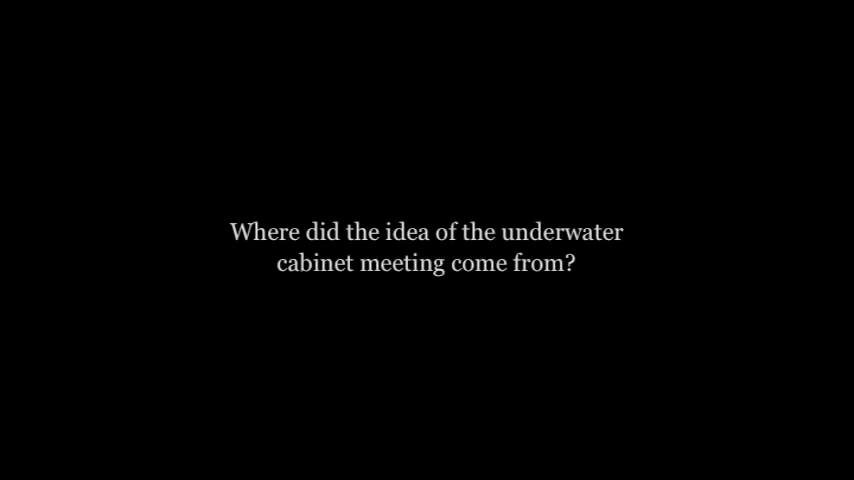 Where did the idea of the underwater
cabinet meeting come from?